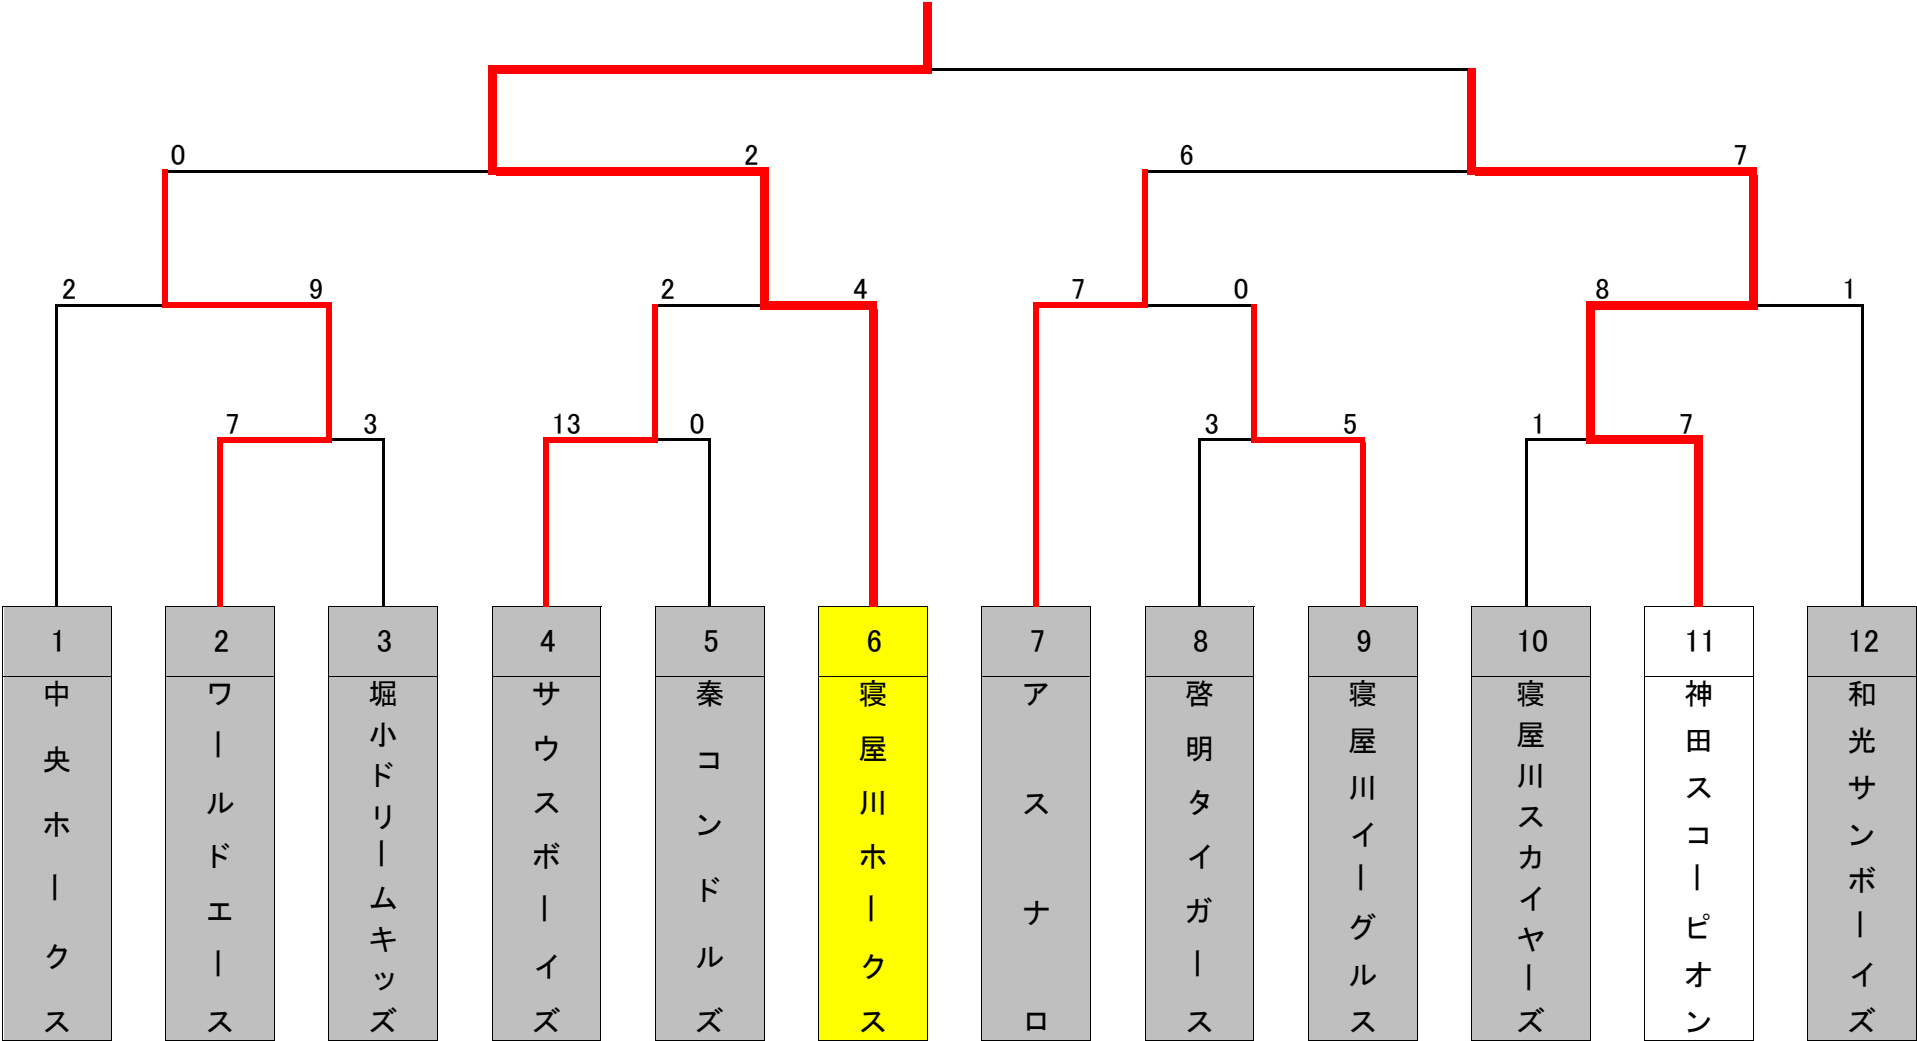 0 2 6 7
2 9 2 4 7 0 8 1
7 3 13 0 3 5 1 7
1 2 3 4 5 6 7 8 9 10 11 12
中央ホークス
ワールドエース
堀小ドリームキッズ
サウスボーイズ
秦コンドルズ
寝屋川ホークス
アスナロ
啓明タイガース
寝屋川イーグルス
寝屋川スカイヤーズ
神田スコーピオン
和光サンボーイズ